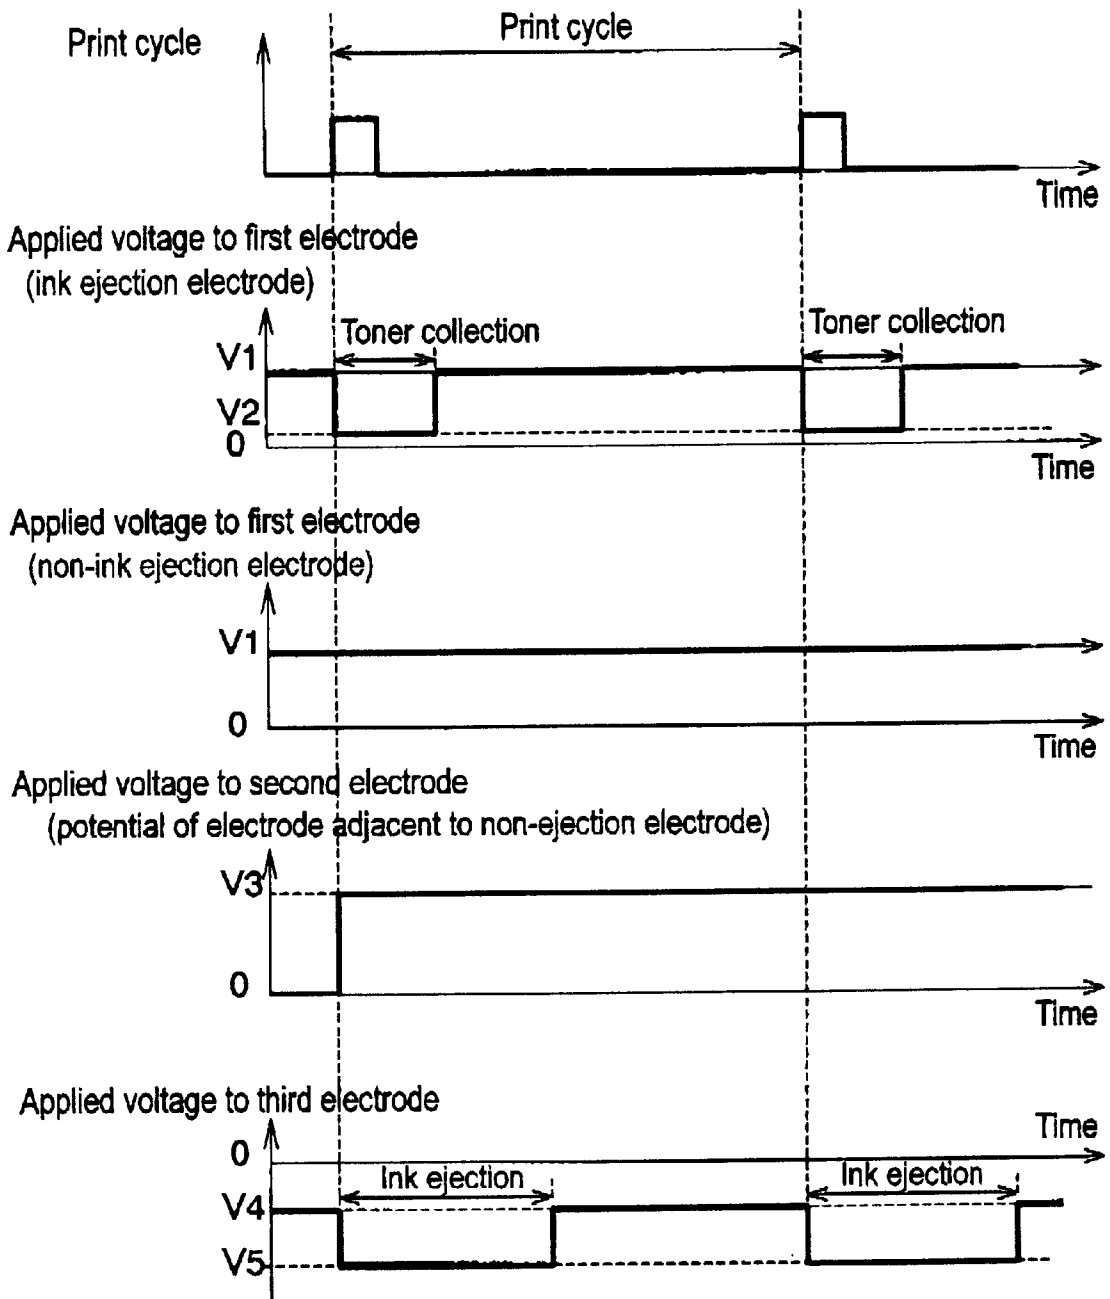 Print cycle
Print cycle
Time
Applied voltage to first electrode
(ink ejection electrode)
Toner collection
Toner collection
V1
V2
0
Time
Applied voltage to first electrode
(non-ink ejection electrode)
V1
0
Time
Applied voltage to second electrode
(potential of electrode adjacent to non-ejection electrode)
V3
0
Time
Applied voltage to third electrode
Time
0
Ink ejection
Ink ejection
V4
V5